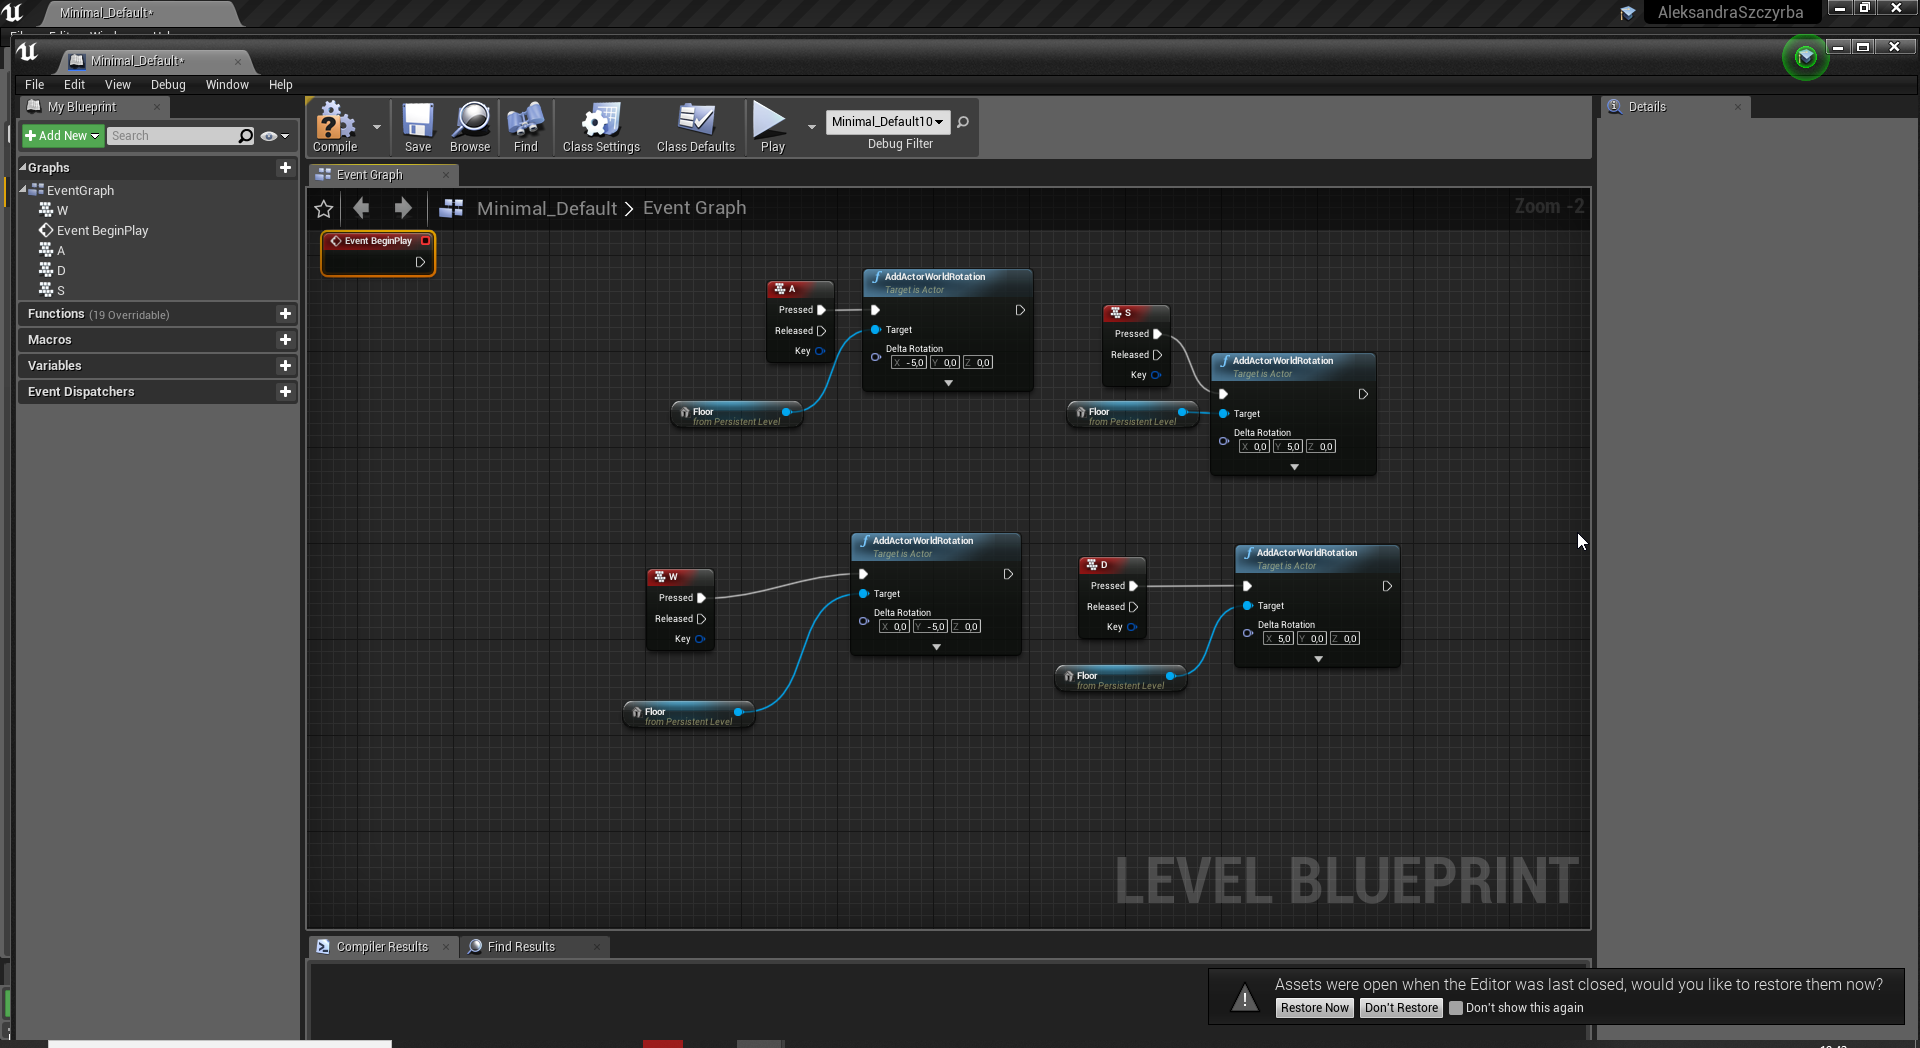 Minimal_Default*
AleksandraSzczyrba
Minimal_Default*
File Edit View Debug Window Help
My Blueprint
Details
Add New
Search
Compile
Save
Browse
Find
Class Settings
Class Defaults
Play
Minimal_Default10
Debug Filter
Graphs
EventGraph
W
Event BeginPlay
A
D
S
Functions (19 Overridable)
Macros
Variables
Event Dispatchers
Event Graph
Minimal_Default > Event Graph
Zoom -2
Event BeginPlay
A
Pressed
Released
Key
AddActorWorldRotation
Target is Actor
Target
Delta Rotation
X -5,0 Y 0,0 Z 0,0
Floor
from Persistent Level
S
Pressed
Released
Key
AddActorWorldRotation
Target is Actor
Target
Delta Rotation
X 0,0 Y 5,0 Z 0,0
Floor
from Persistent Level
W
Pressed
Released
Key
AddActorWorldRotation
Target is Actor
Target
Delta Rotation
X 0,0 Y -5,0 Z 0,0
Floor
from Persistent Level
D
Pressed
Released
Key
AddActorWorldRotation
Target is Actor
Target
Delta Rotation
X 5,0 Y 0,0 Z 0,0
Floor
from Persistent Level
LEVEL BLUEPRINT
Compiler Results
Find Results
Assets were open when the Editor was last closed, would you like to restore them now?
Restore Now
Don't Restore
Don't show this again